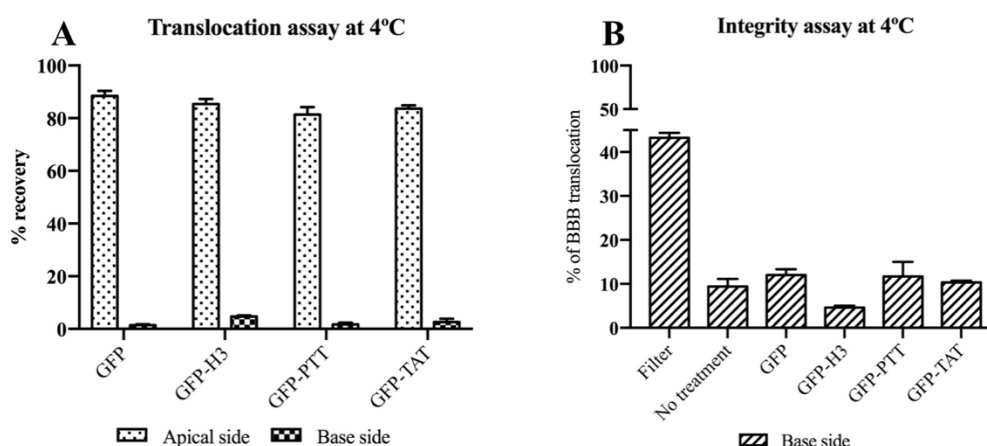 A
Translocation assay at 4ºC
% recovery
100
80
60
40
20
0
GFP
GFP-H3
GFP-PTT
GFP-TAT
Apical side
Base side
B
Integrity assay at 4ºC
% of BBB translocation
100
50
40
30
20
10
0
Filter
No treatment
GFP
GFP-H3
GFP-PTT
GFP-TAT
Base side